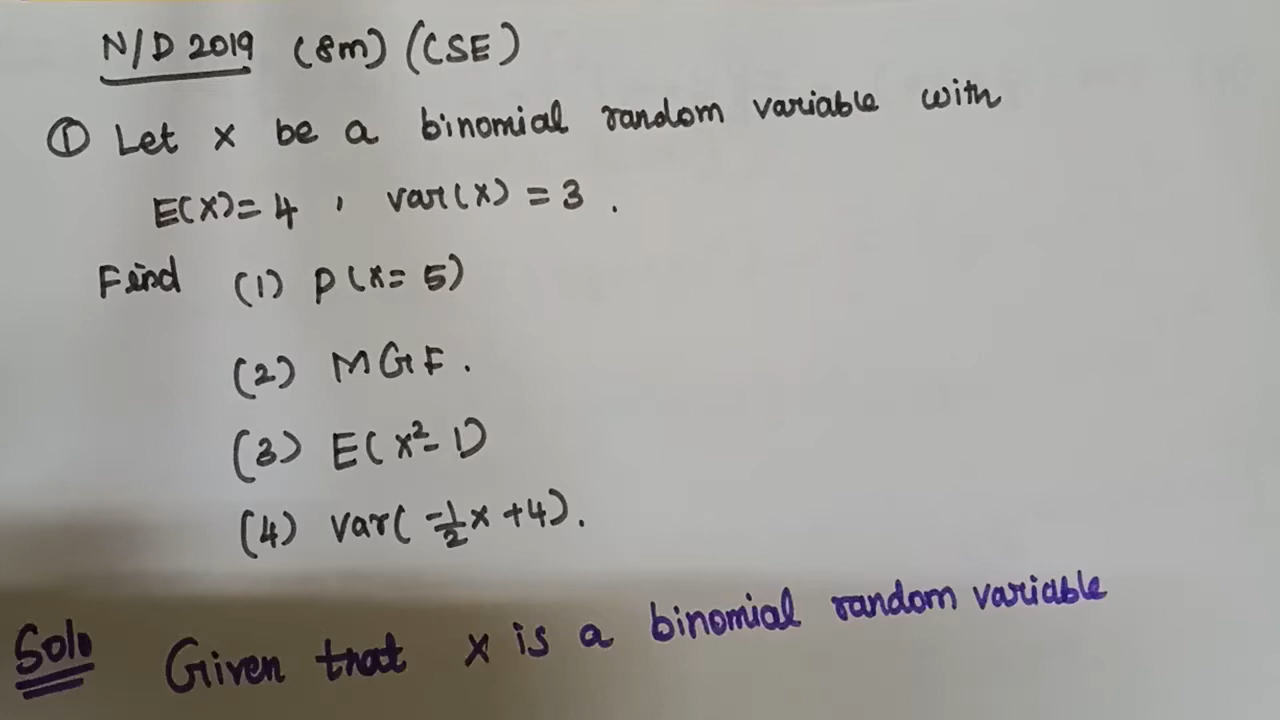 N/D 2019 (8m) (CSE)
① Let X be a binomial random variable with
E(X)=4 , var(X) = 3 .
Find (1) P(X= 5)
(2) MGF.
(3) E(X²-1)
(4) Var(-1/2 X +4).
Soln Given that X is a binomial random variable